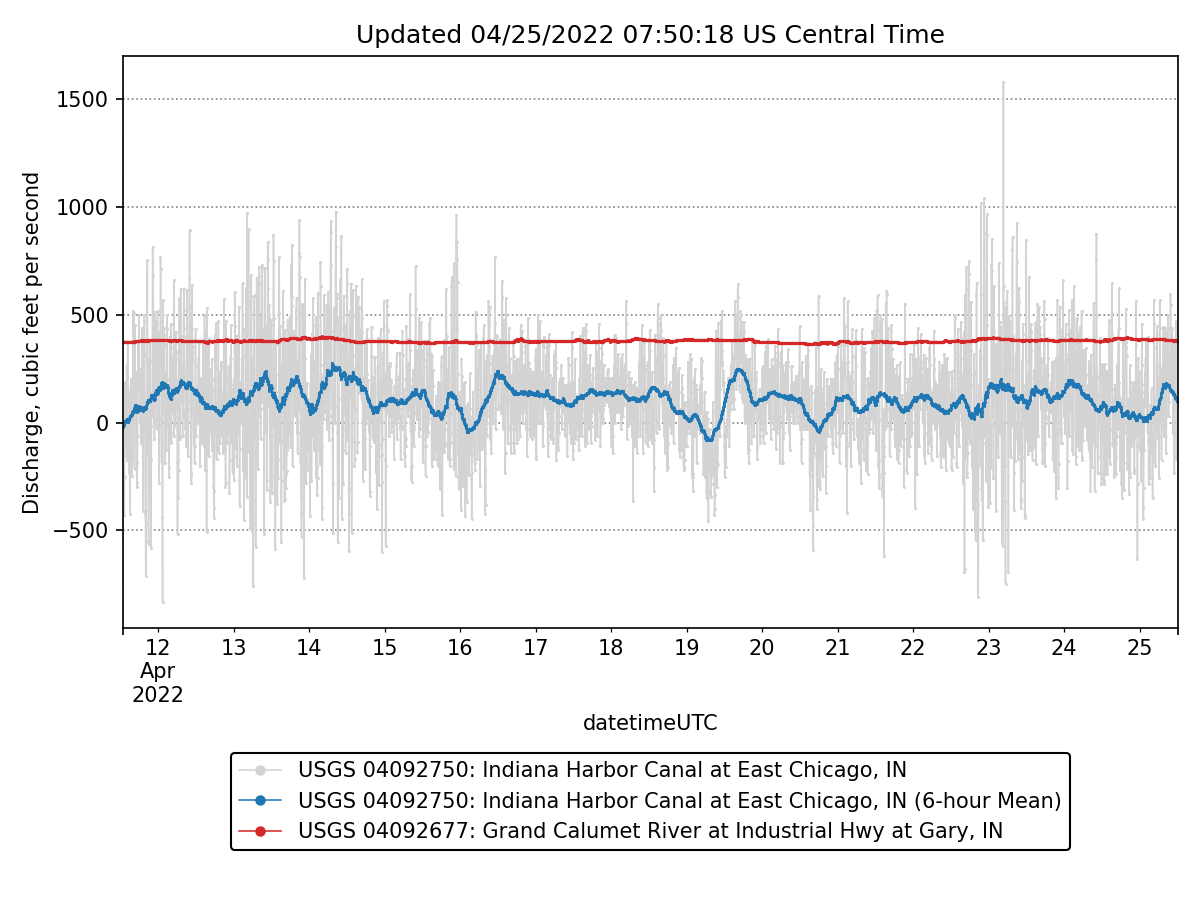 Updated 04/25/2022 07:50:18 US Central Time
Discharge, cubic feet per second
1500
1000
500
0
−500
12 13 14 15 16 17 18 19 20 21 22 23 24 25
Apr
2022
datetimeUTC
USGS 04092750: Indiana Harbor Canal at East Chicago, IN
USGS 04092750: Indiana Harbor Canal at East Chicago, IN (6-hour Mean)
USGS 04092677: Grand Calumet River at Industrial Hwy at Gary, IN